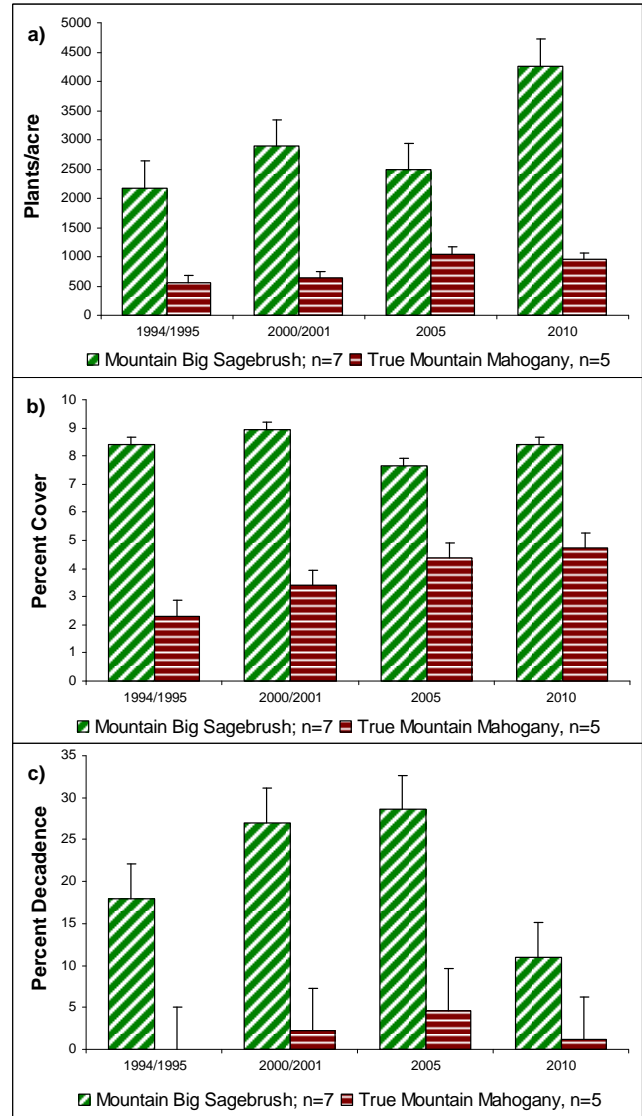 a)
Plants/acre
5000
4500
4000
3500
3000
2500
2000
1500
1000
500
0
1994/1995 2000/2001 2005 2010
Mountain Big Sagebrush; n=7 True Mountain Mahogany, n=5
b)
Percent Cover
10
9
8
7
6
5
4
3
2
1
0
1994/1995 2000/2001 2005 2010
Mountain Big Sagebrush; n=7 True Mountain Mahogany, n=5
c)
Percent Decadence
35
30
25
20
15
10
5
0
1994/1995 2000/2001 2005 2010
Mountain Big Sagebrush; n=7 True Mountain Mahogany, n=5